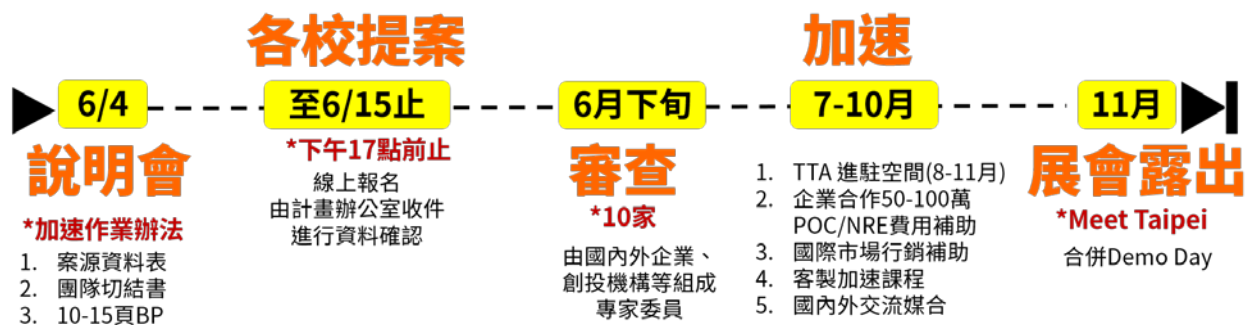 6/4
說明會
*加速作業辦法
1. 案源資料表
2. 團隊切結書
3. 10-15頁BP
各校提案
至6/15止
*下午17點前止
線上報名
由計畫辦公室收件
進行資料確認
6月下旬
審查
*10家
由國內外企業、
創投機構等組成
專家委員
加速
7-10月
1. TTA 進駐空間(8-11月)
2. 企業合作50-100萬
POC/NRE費用補助
3. 國際市場行銷補助
4. 客製加速課程
5. 國內外交流媒合
11月
展會露出
*Meet Taipei
合併Demo Day